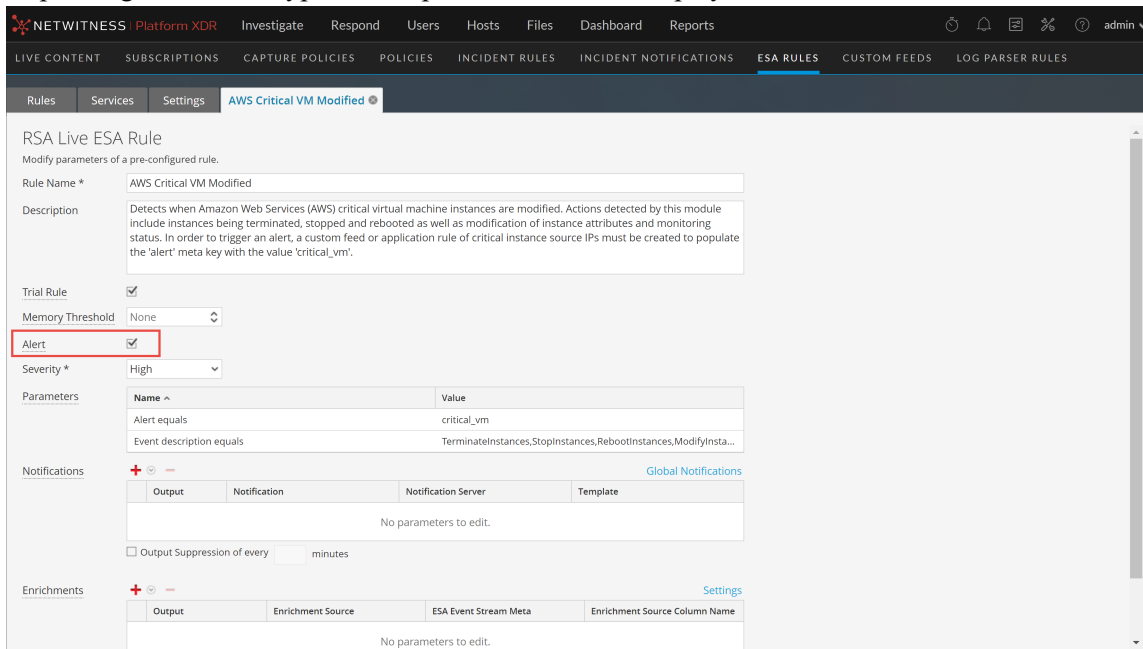 NETWITNESS Platform XDR Investigate Respond Users Hosts Files Dashboard Reports admin
LIVE CONTENT SUBSCRIPTIONS CAPTURE POLICIES POLICIES INCIDENT RULES INCIDENT NOTIFICATIONS ESA RULES CUSTOM FEEDS LOG PARSER RULES
Rules Services Settings AWS Critical VM Modified
RSA Live ESA Rule
Modify parameters of a pre-configured rule.
Rule Name * AWS Critical VM Modified
Description Detects when Amazon Web Services (AWS) critical virtual machine instances are modified. Actions detected by this module
include instances being terminated, stopped and rebooted as well as modification of instance attributes and monitoring
status. In order to trigger an alert, a custom feed or application rule of critical instance source IPs must be created to populate
the 'alert' meta key with the value 'critical_vm'.
Trial Rule
Memory Threshold None
Alert
Severity * High
Parameters Name Value
Alert equals critical_vm
Event description equals TerminateInstances,StopInstances,RebootInstances,ModifyInsta...
Notifications Global Notifications
Output Notification Notification Server Template
No parameters to edit.
Output Suppression of every minutes
Enrichments Settings
Output Enrichment Source ESA Event Stream Meta Enrichment Source Column Name
No parameters to edit.